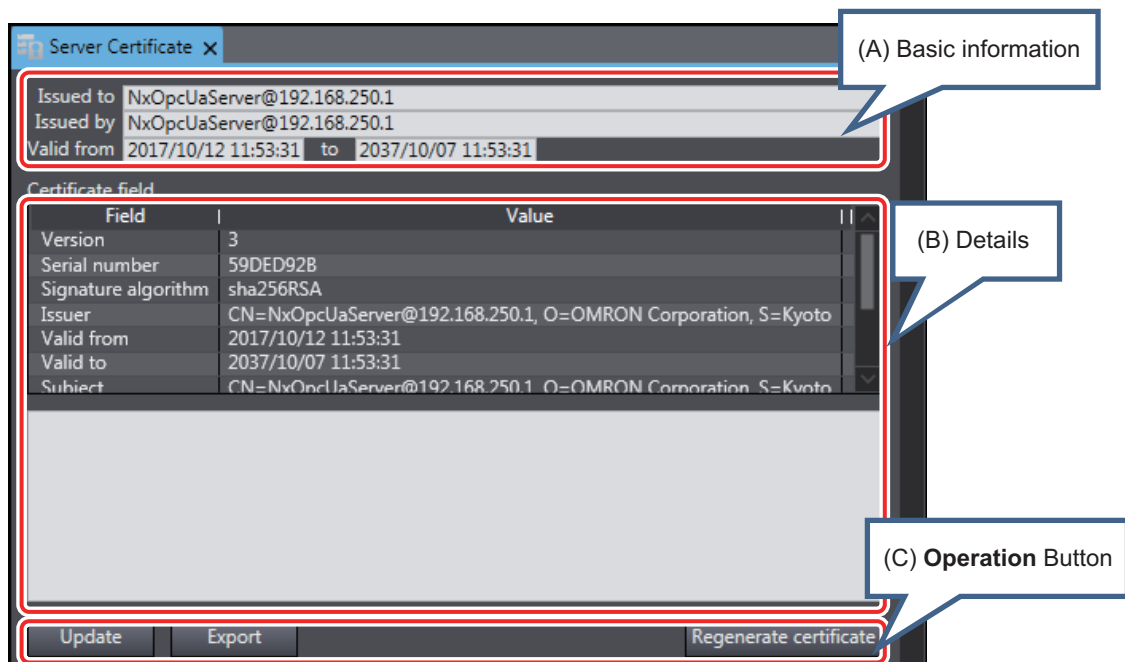 Server Certificate
(A) Basic information
Issued to NxOpcUaServer@192.168.250.1
Issued by NxOpcUaServer@192.168.250.1
Valid from 2017/10/12 11:53:31 to 2037/10/07 11:53:31
Certificate field
Field Value
Version 3
Serial number 59DED92B
Signature algorithm sha256RSA
Issuer CN=NxOpcUaServer@192.168.250.1, O=OMRON Corporation, S=Kyoto
Valid from 2017/10/12 11:53:31
Valid to 2037/10/07 11:53:31
Subject CN=NxOpcUaServer@192.168.250.1, O=OMRON Corporation, S=Kyoto
(B) Details
(C) Operation Button
Update Export Regenerate certificate